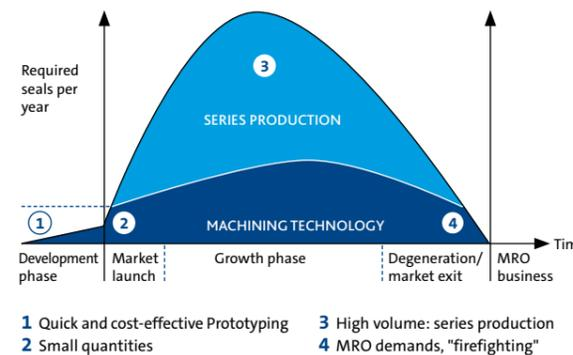 Required
seals per
year
3
SERIES PRODUCTION
1
2
MACHINING TECHNOLOGY
4
Development
phase
Market
launch
Growth phase
Degeneration/
market exit
MRO
business
1 Quick and cost-effective Prototyping
2 Small quantities
3 High volume: series production
4 MRO demands, "firefighting"